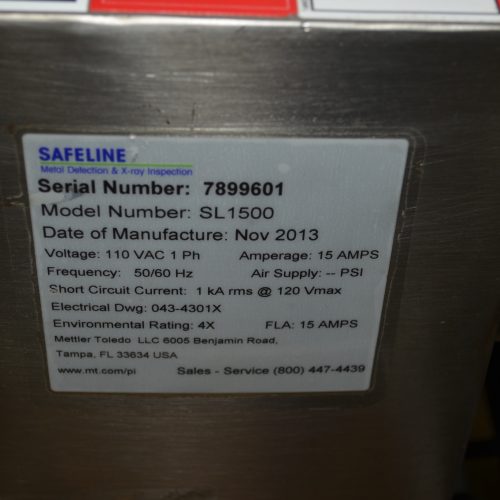 SAFELINE
Metal Detection & X-ray Inspection
Serial Number: 7899601
Model Number: SL1500
Date of Manufacture: Nov 2013
Voltage: 110 VAC 1 Ph Amperage: 15 AMPS
Frequency: 50/60 Hz Air Supply: -- PSI
Short Circuit Current: 1 kA rms @ 120 Vmax
Electrical Dwg: 043-4301X
Environmental Rating: 4X FLA: 15 AMPS
Mettler Toledo LLC 6005 Benjamin Road,
Tampa, FL 33634 USA
www.mt.com/pi Sales - Service (800) 447-4439